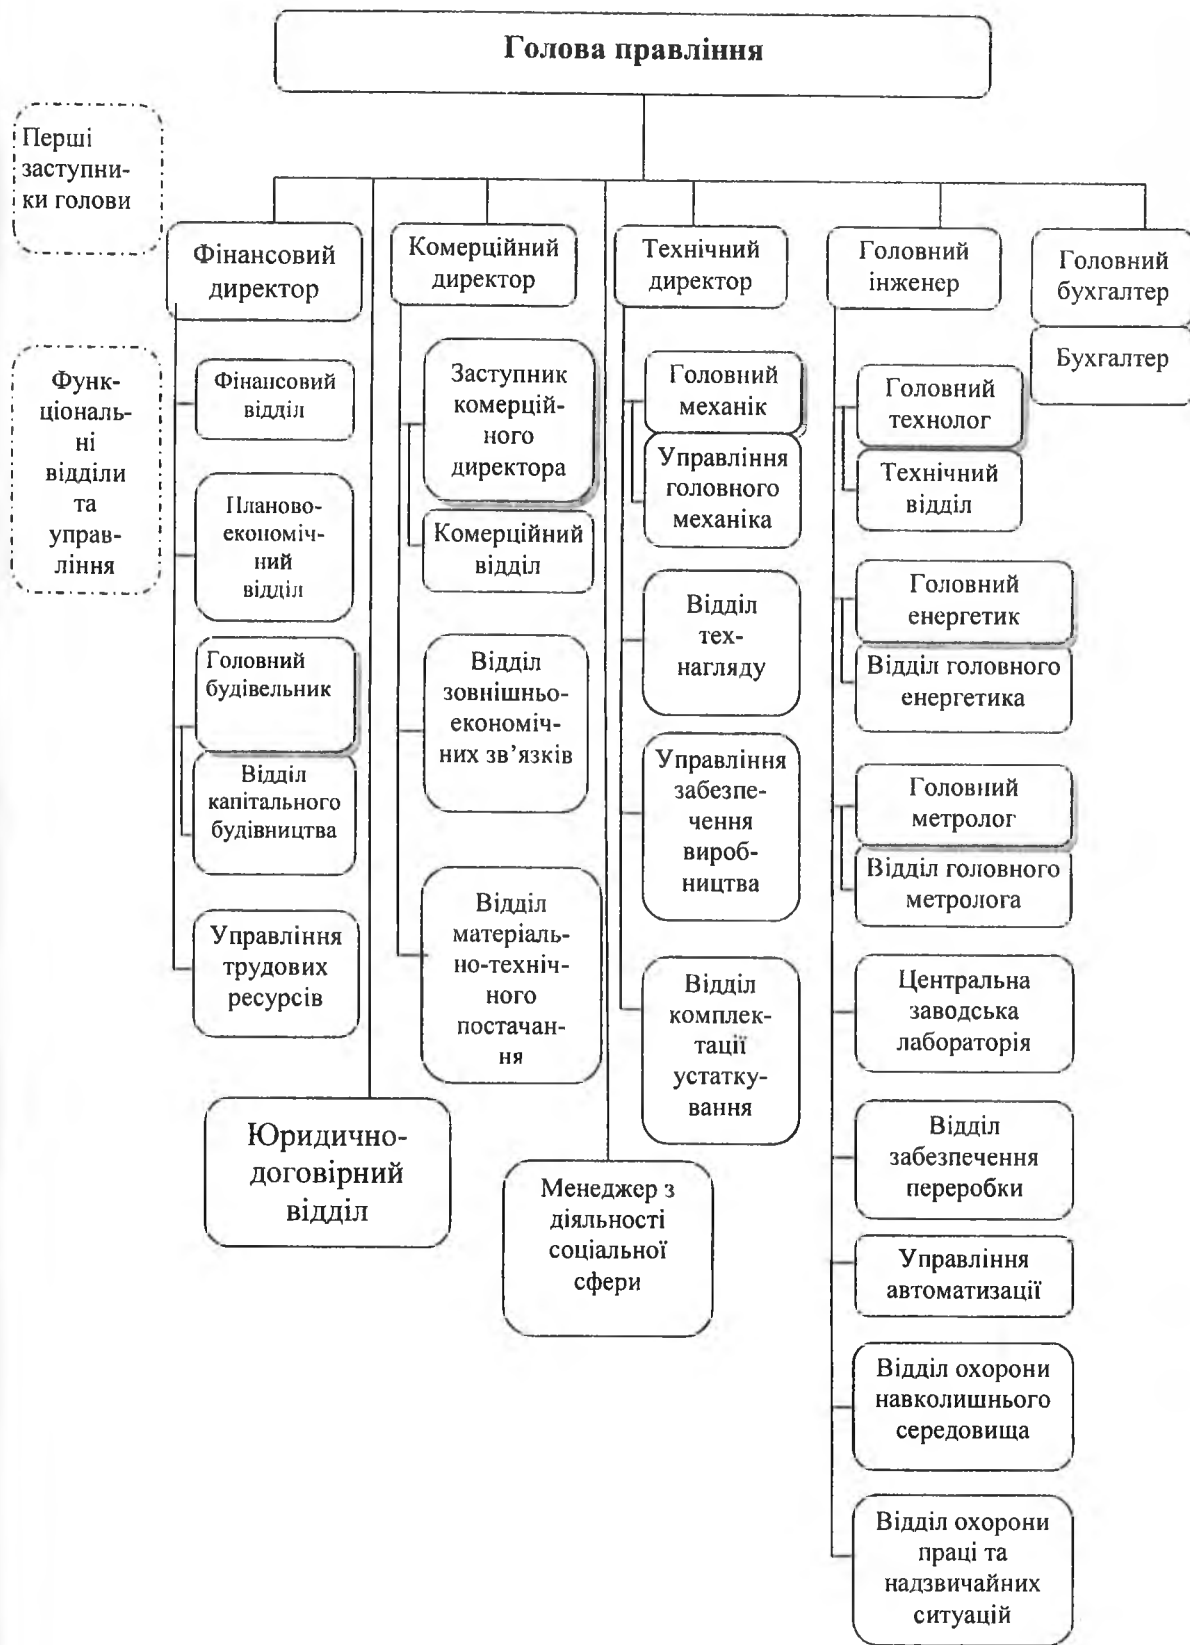 Голова правління
Перші
заступни-
ки голови
Фінансовий
директор
Комерційний
директор
Технічний
директор
Головний
інженер
Головний
бухгалтер
Бухгалтер
Функ-
ціональ-
ні
відділи
та
управ-
ління
Фінансовий
відділ
Планово-
економіч-
ний
відділ
Головний
будівельник
Відділ
капітального
будівництва
Управління
трудових
ресурсів
Юридично-
договірний
відділ
Заступник
комерцій-
ного
директора
Комерційний
відділ
Відділ
зовнішньо-
економіч-
них зв’язків
Відділ
матеріаль-
но-техніч-
ного
постачан-
ня
Менеджер з
діяльності
соціальної
сфери
Головний
механік
Управління
головного
механіка
Відділ
тех-
нагляду
Управління
забезпе-
чення
вироб-
ництва
Відділ
комплек-
тації
устатку-
вання
Головний
технолог
Технічний
відділ
Головний
енергетик
Відділ головного
енергетика
Головний
метролог
Відділ головного
метролога
Центральна
заводська
лабораторія
Відділ
забезпечення
переробки
Управління
автоматизації
Відділ охорони
навколишнього
середовища
Відділ охорони
праці та
надзвичайних
ситуацій